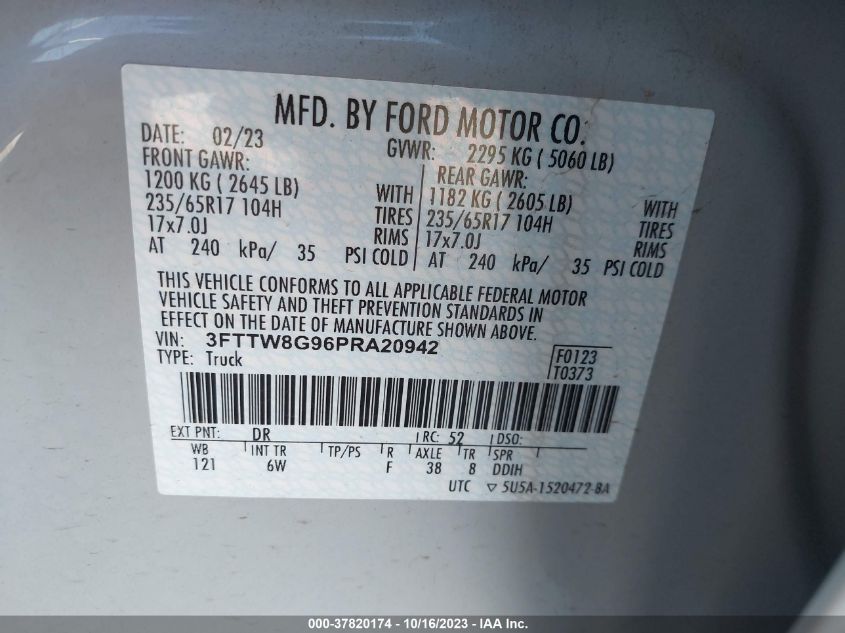 MFD. BY FORD MOTOR CO.
DATE: 02/23 GVWR: 2295 KG ( 5060 LB)
FRONT GAWR: REAR GAWR:
1200 KG ( 2645 LB) WITH 1182 KG ( 2605 LB) WITH
235/65R17 104H TIRES 235/65R17 104H TIRES
17x7.0J RIMS 17x7.0J RIMS
AT 240 kPa/ 35 PSI COLD AT 240 kPa/ 35 PSI COLD
THIS VEHICLE CONFORMS TO ALL APPLICABLE FEDERAL MOTOR
VEHICLE SAFETY AND THEFT PREVENTION STANDARDS IN
EFFECT ON THE DATE OF MANUFACTURE SHOWN ABOVE.
VIN: 3FTTW8G96PRA20942 F0123
TYPE: Truck T0373
EXT PNT: DR RC: 52 DSO:
WB INT TR TP/PS R AXLE TR SPR
121 6W F 38 8 DDIH
UTC ▽ 5U5A-1520472-BA
000-37820174 - 10/16/2023 - IAA Inc.